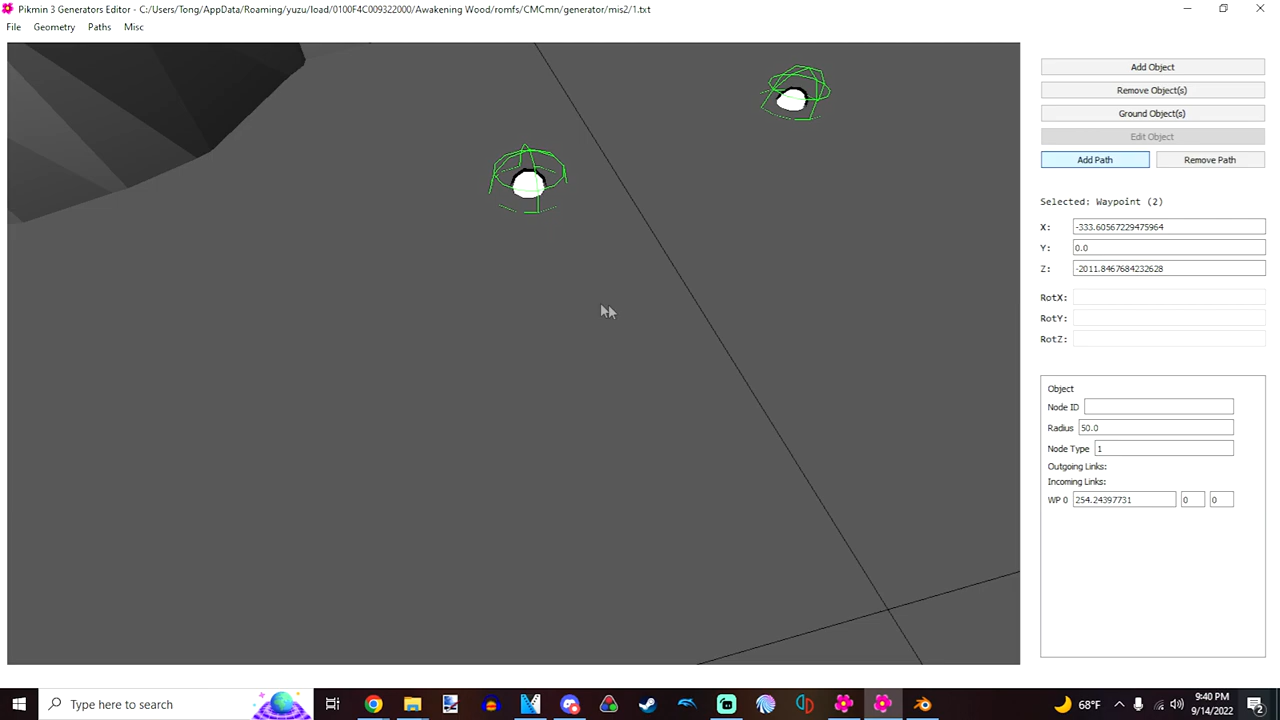 Pikmin 3 Generators Editor - C:/Users/Tong/AppData/Roaming/yuzu/load/0100F4C009322000/Awakening Wood/romfs/CMCmn/generator/mis2/1.txt
File Geometry Paths Misc
Add Object
Remove Object(s)
Ground Object(s)
Edit Object
Add Path Remove Path
Selected: Waypoint (2)
X: -333.60567229475964
Y: 0.0
Z: -2011.8467684232628
RotX:
RotY:
RotZ:
Object
Node ID
Radius 50.0
Node Type 1
Outgoing Links:
Incoming Links:
WP 0 254.24397731 0 0
Type here to search
68°F
9:40 PM
9/14/2022
2